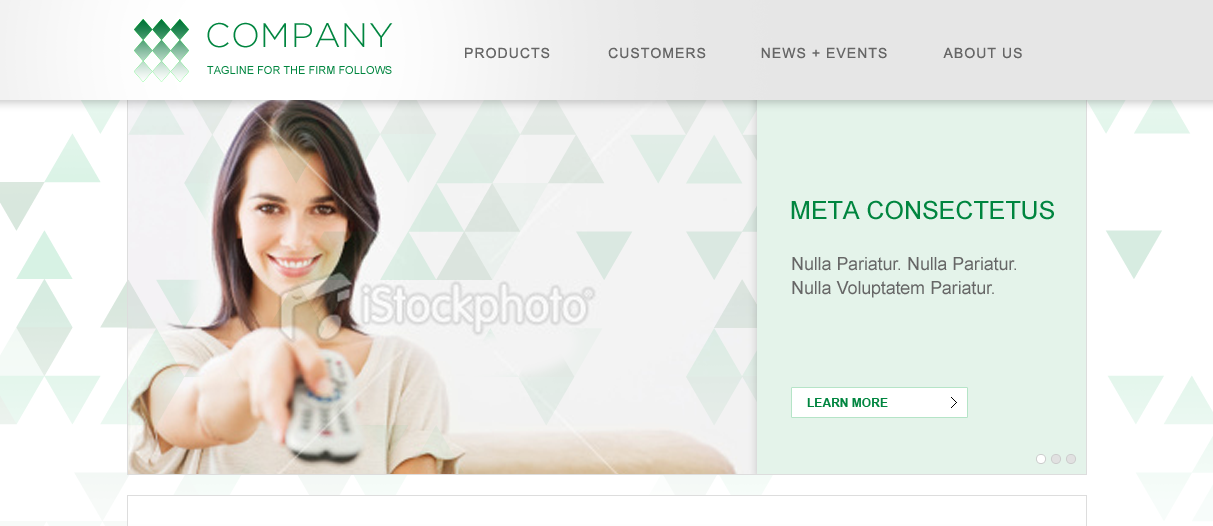 COMPANY
TAGLINE FOR THE FIRM FOLLOWS
PRODUCTS CUSTOMERS NEWS + EVENTS ABOUT US
META CONSECTETUS
Nulla Pariatur. Nulla Pariatur.
Nulla Voluptatem Pariatur.
iStockphoto
LEARN MORE